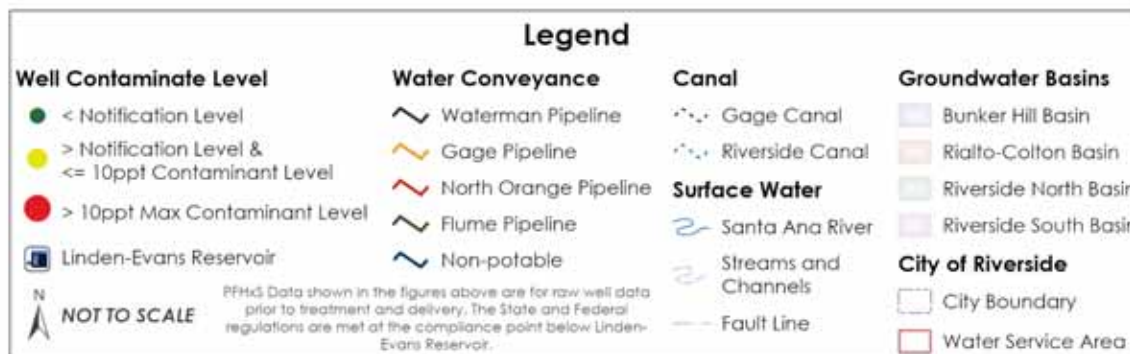 Legend
Well Contaminate Level
< Notification Level
> Notification Level &
<= 10ppt Contaminant Level
> 10ppt Max Contaminant Level
Linden-Evans Reservoir
N
NOT TO SCALE
PFHxS Data shown in the figures above are for raw well data
prior to treatment and delivery. The State and Federal
regulations are met at the compliance point below Linden-
Evans Reservoir.
Water Conveyance
Waterman Pipeline
Gage Pipeline
North Orange Pipeline
Flume Pipeline
Non-potable
Canal
Gage Canal
Riverside Canal
Surface Water
Santa Ana River
Streams and
Channels
Fault Line
Groundwater Basins
Bunker Hill Basin
Rialto-Colton Basin
Riverside North Basin
Riverside South Basin
City of Riverside
City Boundary
Water Service Area